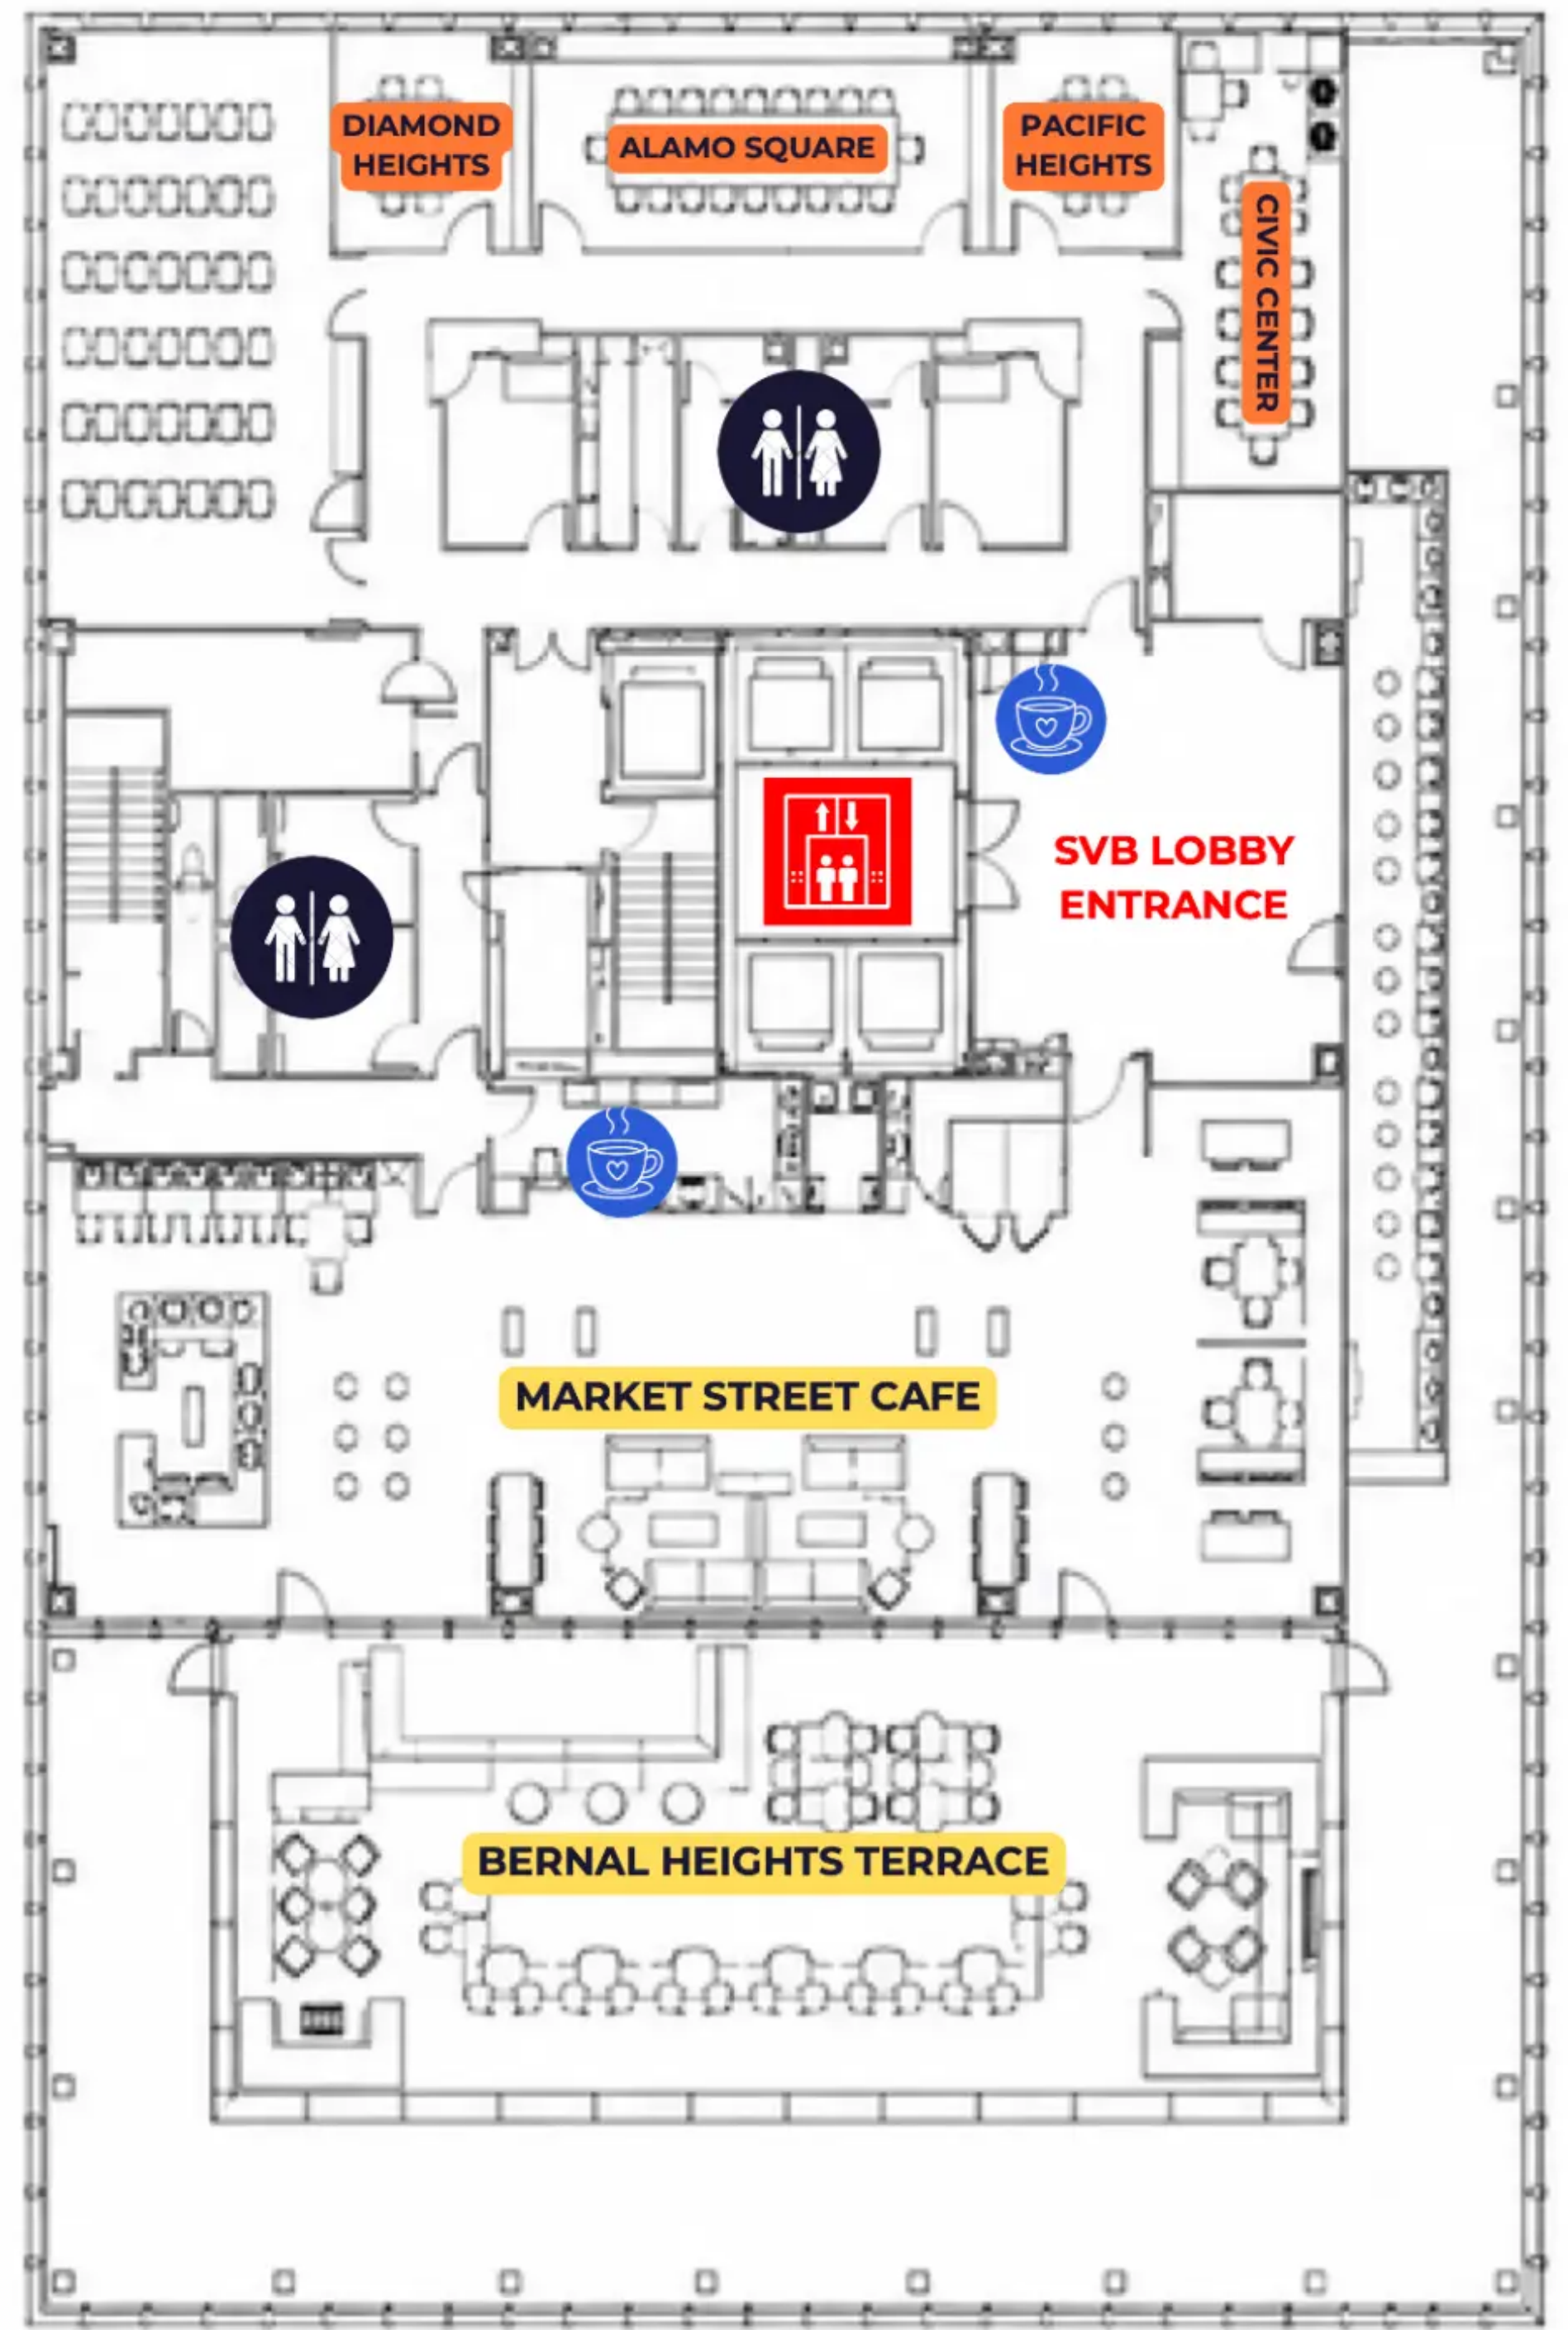 DIAMOND
HEIGHTS
ALAMO SQUARE
PACIFIC
HEIGHTS
CIVIC CENTER
SVB LOBBY
ENTRANCE
MARKET STREET CAFE
BERNAL HEIGHTS TERRACE